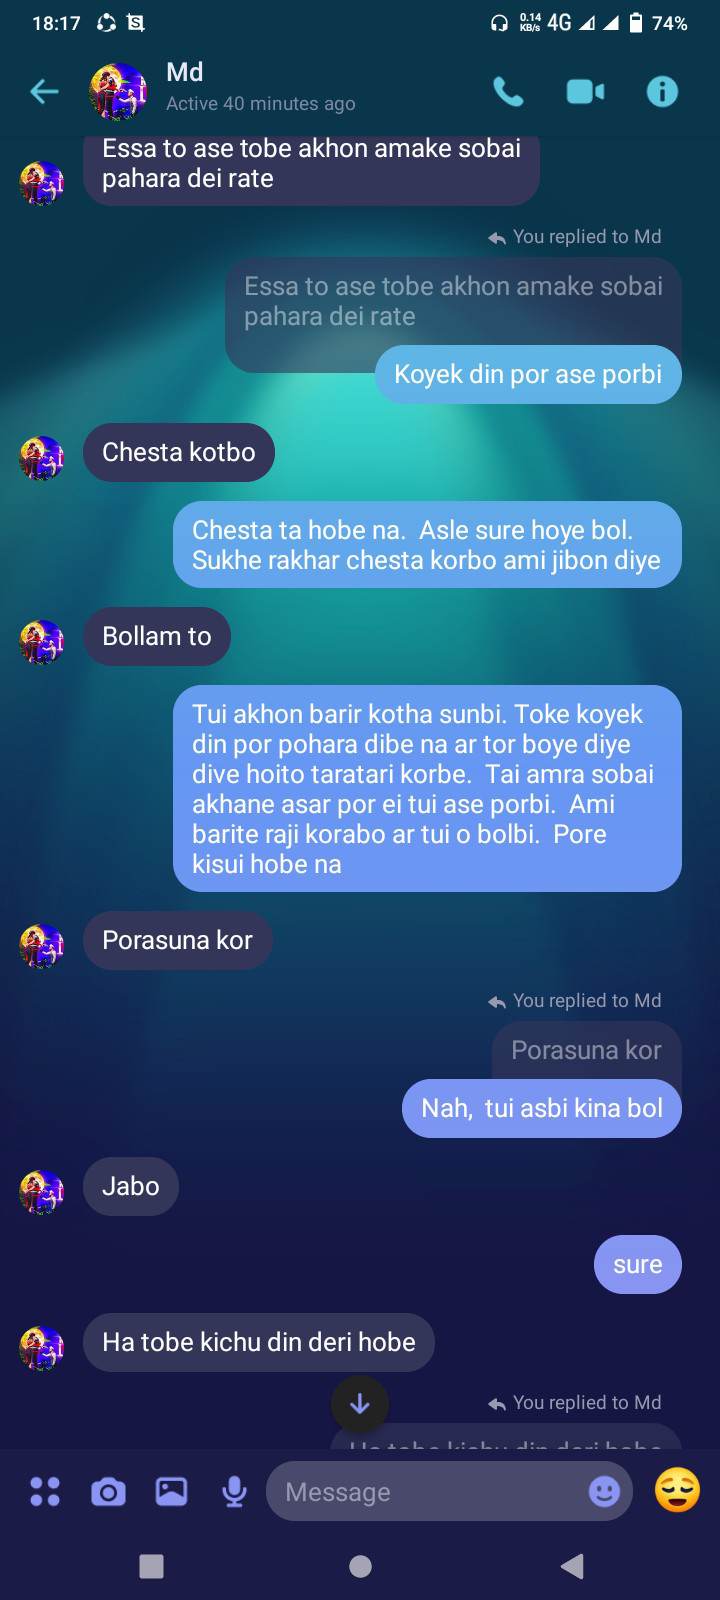 18:17
0.14 KB/s 4G 74%
Md
Active 40 minutes ago
Essa to ase tobe akhon amake sobai
pahara dei rate
You replied to Md
Essa to ase tobe akhon amake sobai
pahara dei rate
Koyek din por ase porbi
Chesta kotbo
Chesta ta hobe na. Asle sure hoye bol.
Sukhe rakhar chesta korbo ami jibon diye
Bollam to
Tui akhon barir kotha sunbi. Toke koyek
din por pohara dibe na ar tor boye diye
dive hoito taratari korbe. Tai amra sobai
akhane asar por ei tui ase porbi. Ami
barite raji korabo ar tui o bolbi. Pore
kisui hobe na
Porasuna kor
You replied to Md
Porasuna kor
Nah, tui asbi kina bol
Jabo
sure
Ha tobe kichu din deri hobe
You replied to Md
Ha tobe kichu din deri hobe
Message